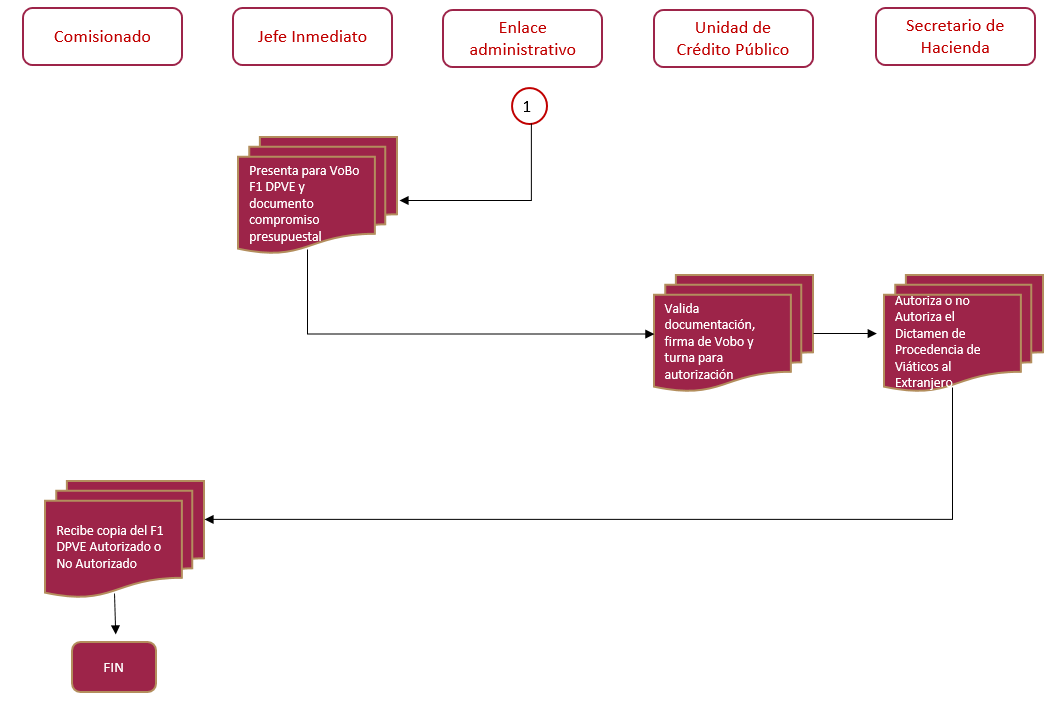 Comisionado
Jefe Inmediato
Enlace
administrativo
Unidad de
Crédito Público
Secretario de
Hacienda
1
Presenta para VoBo
F1 DPVE y
documento
compromiso
presupuestal
Valida
documentación,
firma de Vobo y
turna para
autorización
Autoriza o no
Autoriza el
Dictamen de
Procedencia de
Viáticos al
Extranjero
Recibe copia del F1
DPVE Autorizado o
No Autorizado
FIN